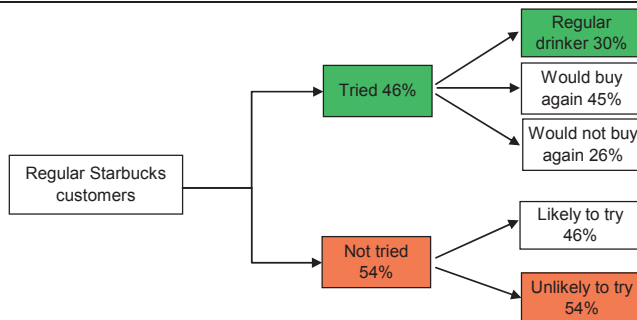 Regular
drinker 30%
Tried 46%
Would buy
again 45%
Would not buy
again 26%
Regular Starbucks
customers
Likely to try
46%
Not tried
54%
Unlikely to try
54%